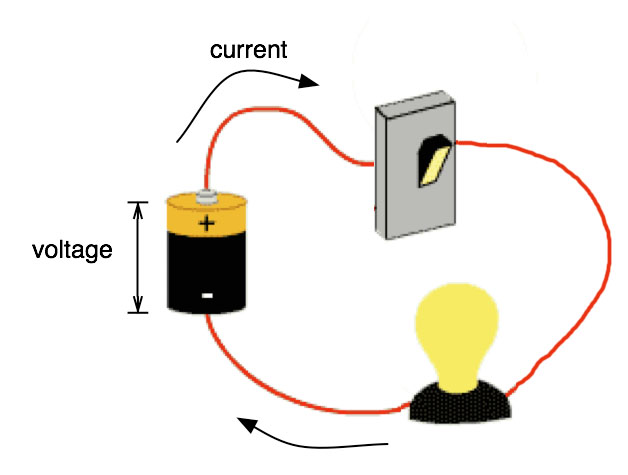 current
+
voltage
-